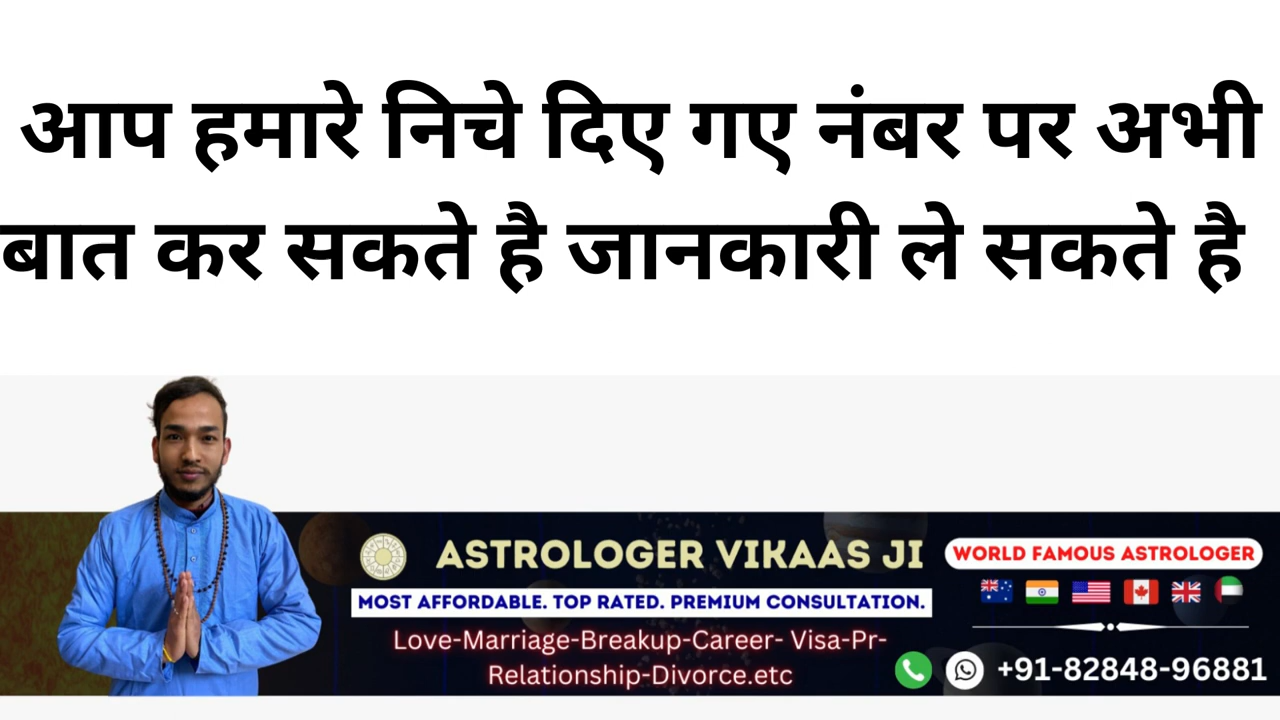 आप हमारे निचे दिए गए नंबर पर अभी
बात कर सकते है जानकारी ले सकते है
ASTROLOGER VIKAAS JI
MOST AFFORDABLE. TOP RATED. PREMIUM CONSULTATION.
Love-Marriage-Breakup-Career- Visa-Pr-
Relationship-Divorce.etc
WORLD FAMOUS ASTROLOGER
+91-82848-96881